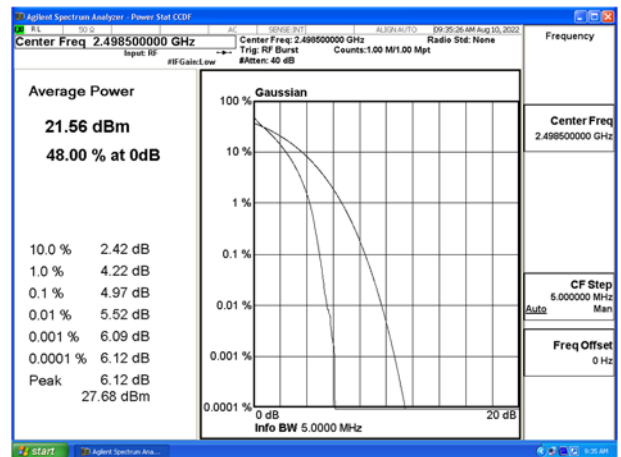 Agilent Spectrum Analyzer - Power Stat CCDF
RL 50 Ω AC SENSE:INT ALIGN AUTO 09:35:26 AM Aug 10, 2022
Center Freq 2.498500000 GHz
Input: RF
#IFGain:Low
Center Freq: 2.498500000 GHz
Trig: RF Burst
#Atten: 40 dB
Counts:1.00 M/1.00 Mpt
Radio Std: None
Frequency
Average Power
21.56 dBm
48.00 % at 0dB
10.0 % 2.42 dB
1.0 % 4.22 dB
0.1 % 4.97 dB
0.01 % 5.52 dB
0.001 % 6.09 dB
0.0001 % 6.12 dB
Peak 6.12 dB
27.68 dBm
Gaussian
100 %
10 %
1 %
0.1 %
0.01 %
0.001 %
0.0001 %
0 dB
20 dB
Info BW 5.0000 MHz
Center Freq
2.498500000 GHz
CF Step
5.000000 MHz
Auto Man
Freq Offset
0 Hz
start
Agilent Spectrum Ana...
9:35 AM